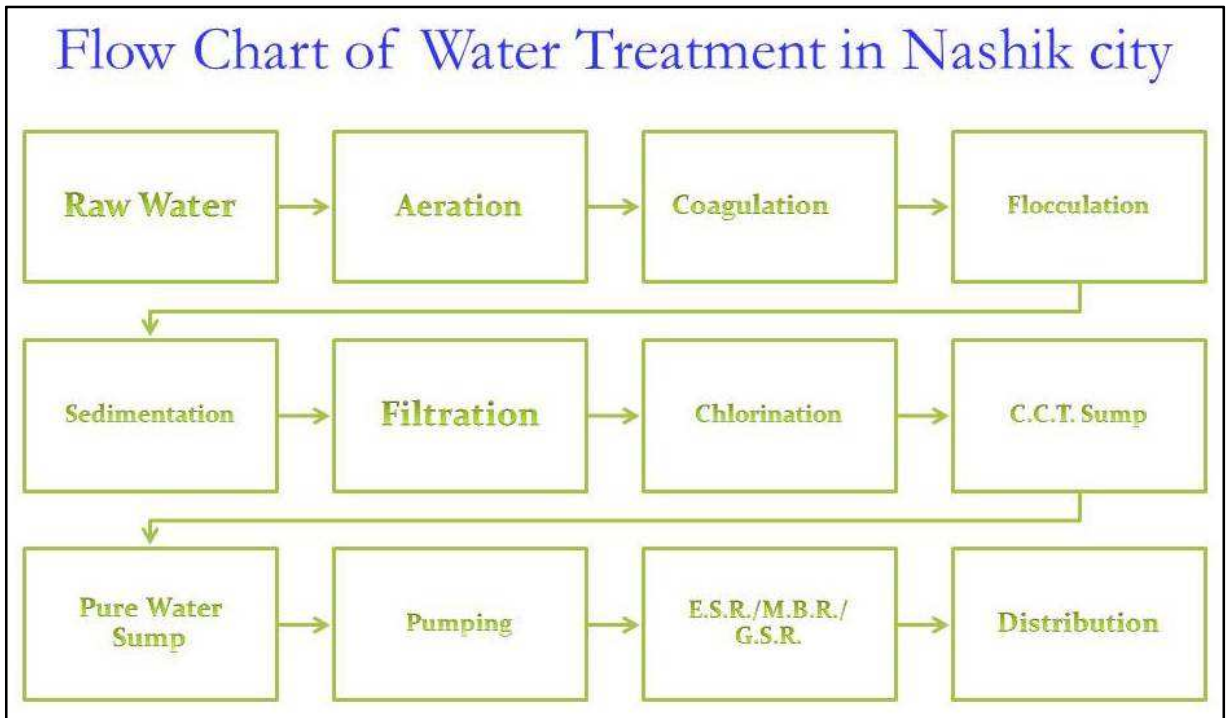 Flow Chart of Water Treatment in Nashik city
Raw Water
Aeration
Coagulation
Flocculation
Sedimentation
Filtration
Chlorination
C.C.T. Sump
Pure Water
Sump
Pumping
E.S.R./M.B.R./
G.S.R.
Distribution